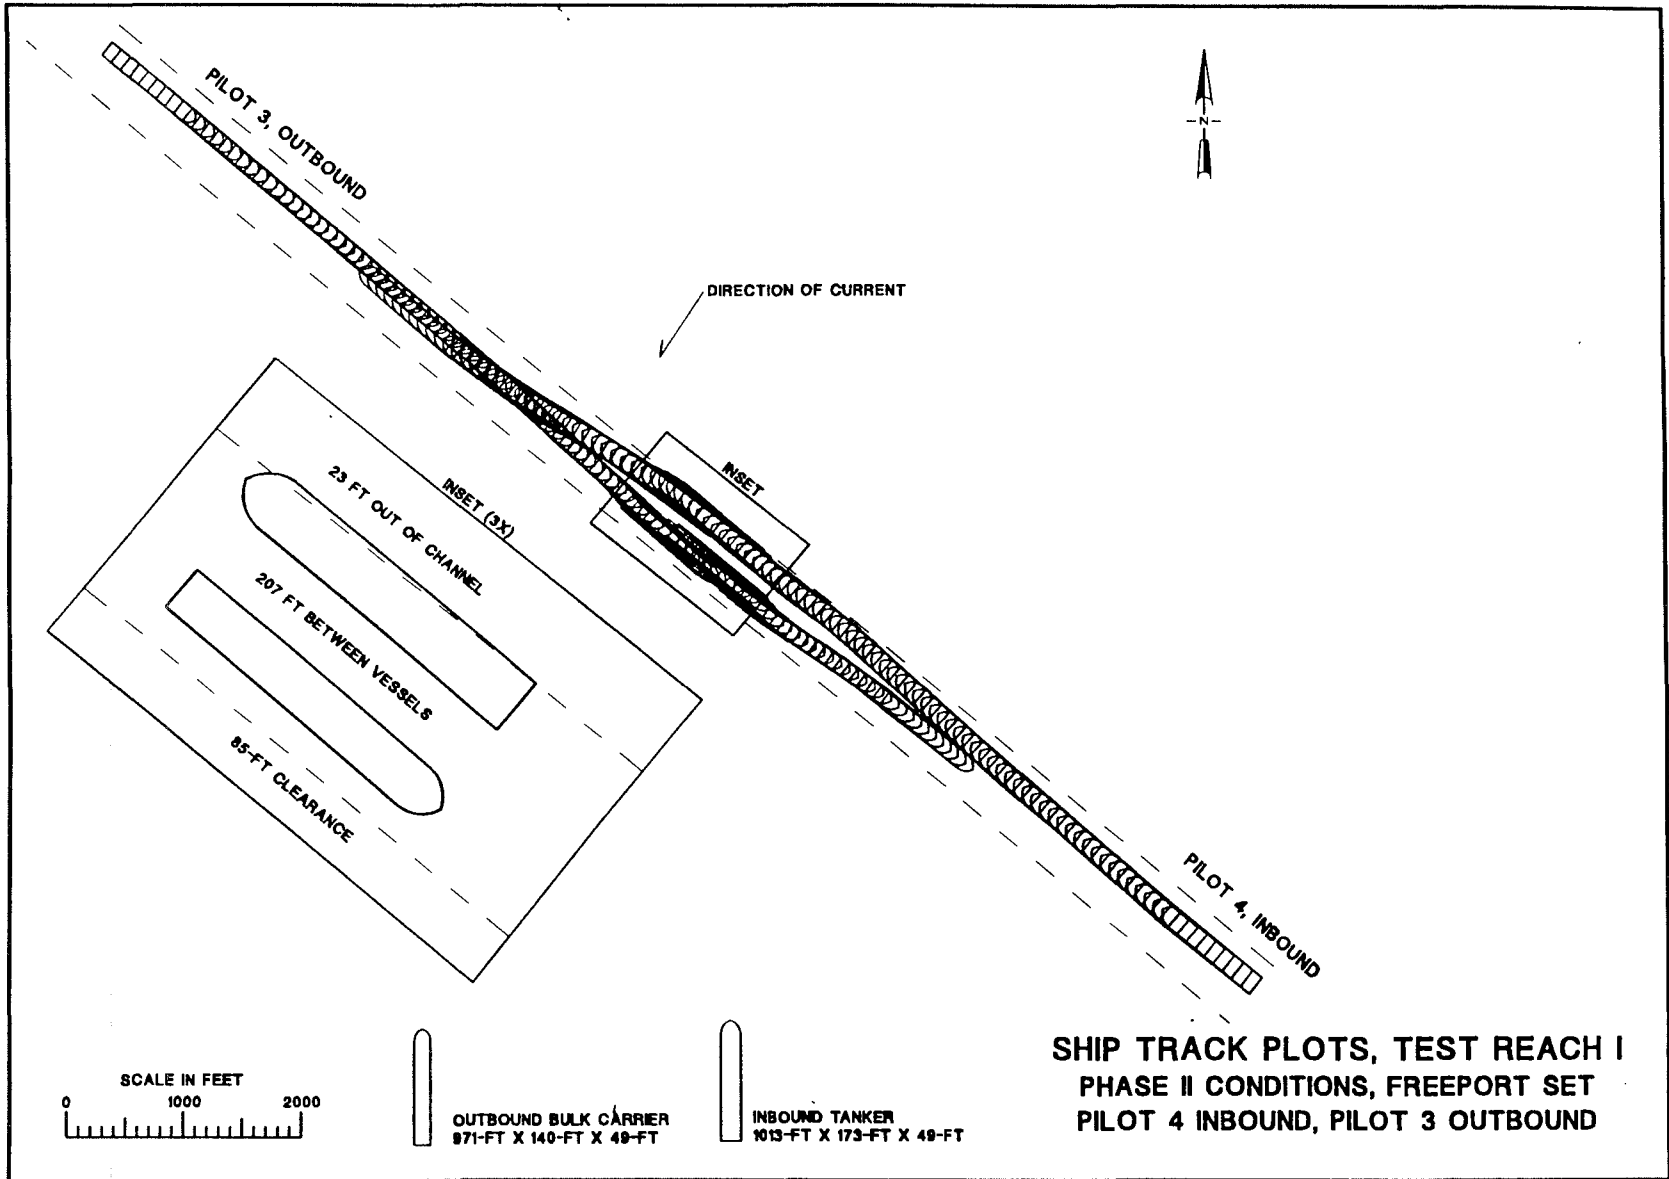 PILOT 3, OUTBOUND
N
DIRECTION OF CURRENT
INSET
INSET (3X)
23 FT OUT OF CHANNEL
207 FT BETWEEN VESSELS
85-FT CLEARANCE
PILOT 4, INBOUND
SCALE IN FEET
0 1000 2000
OUTBOUND BULK CARRIER
971-FT X 140-FT X 49-FT
INBOUND TANKER
1013-FT X 173-FT X 49-FT
SHIP TRACK PLOTS, TEST REACH I
PHASE II CONDITIONS, FREEPORT SET
PILOT 4 INBOUND, PILOT 3 OUTBOUND